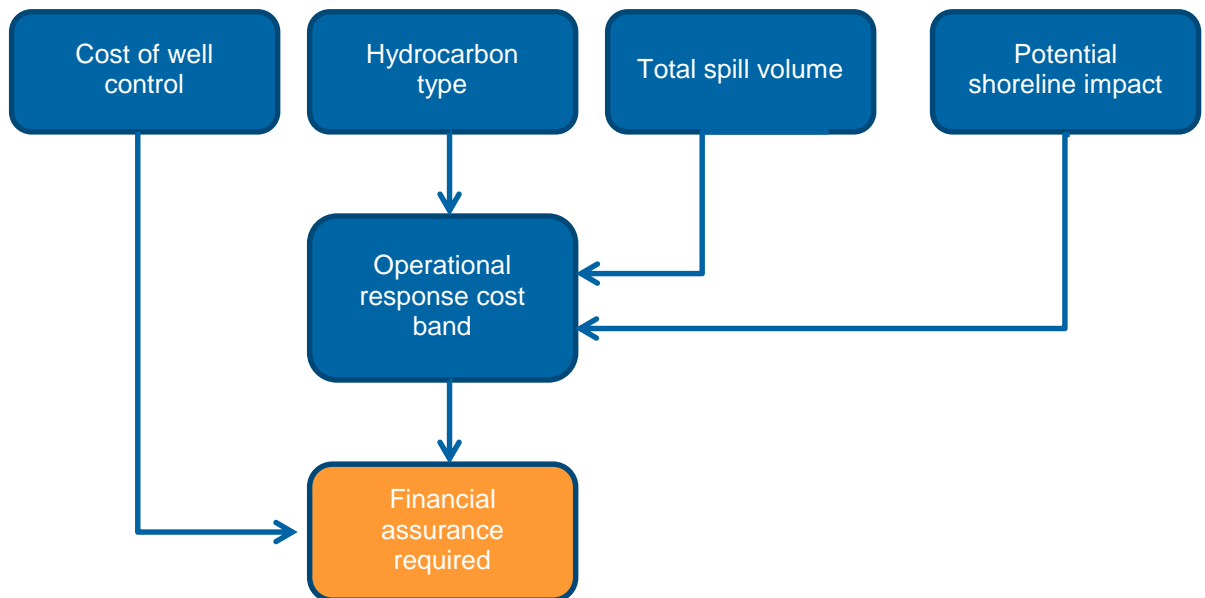 Cost of well
control
Hydrocarbon
type
Total spill volume
Potential
shoreline impact
Operational
response cost
band
Financial
assurance
required